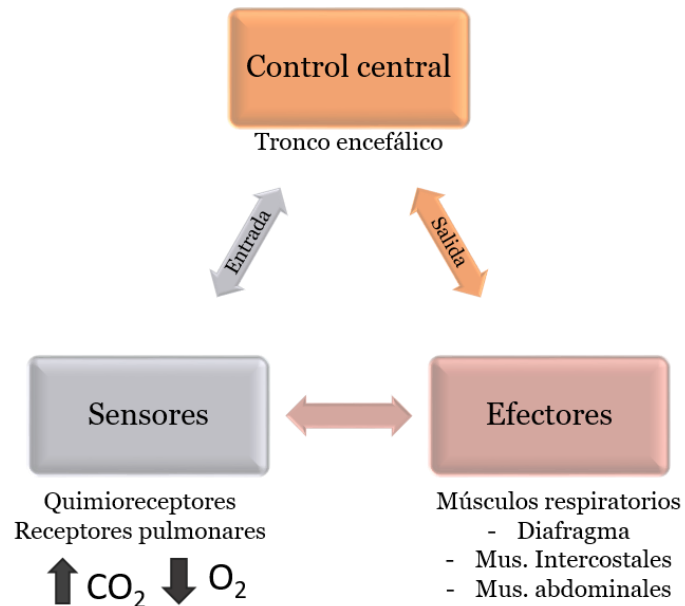 Control central
Tronco encefálico
Entrada
Salida
Sensores
Quimioreceptores
Receptores pulmonares
CO₂ O₂
Efectores
Músculos respiratorios
- Diafragma
- Mus. Intercostales
- Mus. abdominales